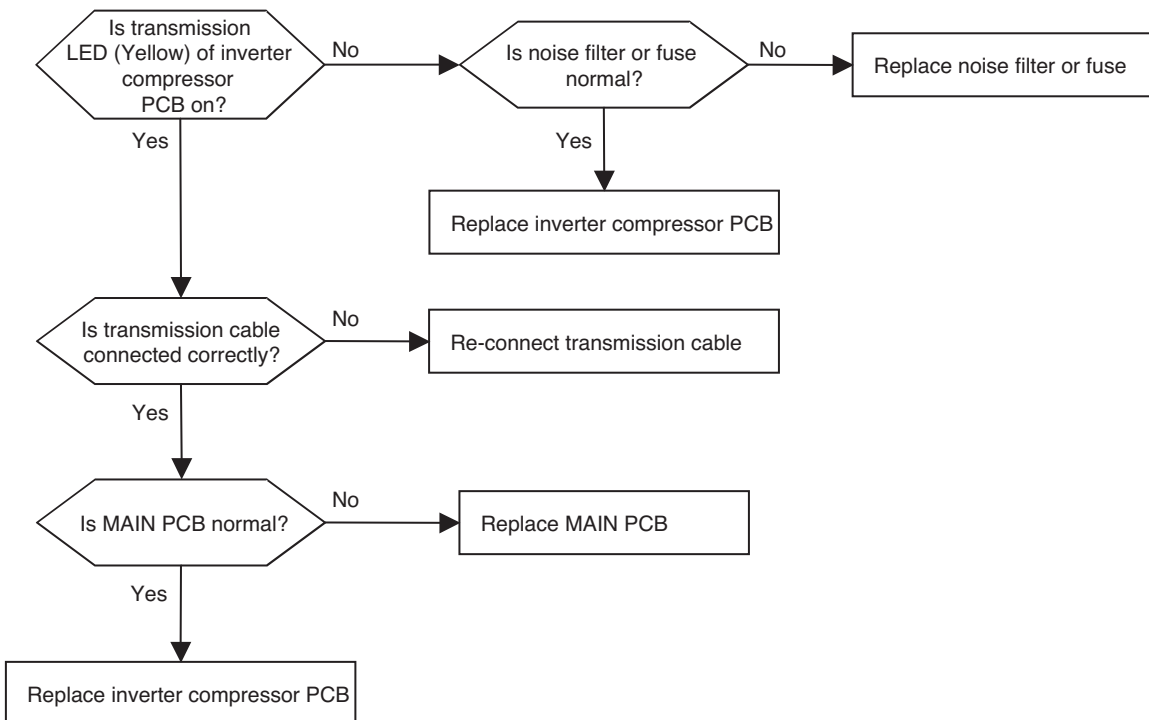 Is transmission
LED (Yellow) of inverter
compressor
PCB on?
No
Is noise filter or fuse
normal?
No
Replace noise filter or fuse
Yes
Yes
Replace inverter compressor PCB
Is transmission cable
connected correctly?
No
Re-connect transmission cable
Yes
Is MAIN PCB normal?
No
Replace MAIN PCB
Yes
Replace inverter compressor PCB